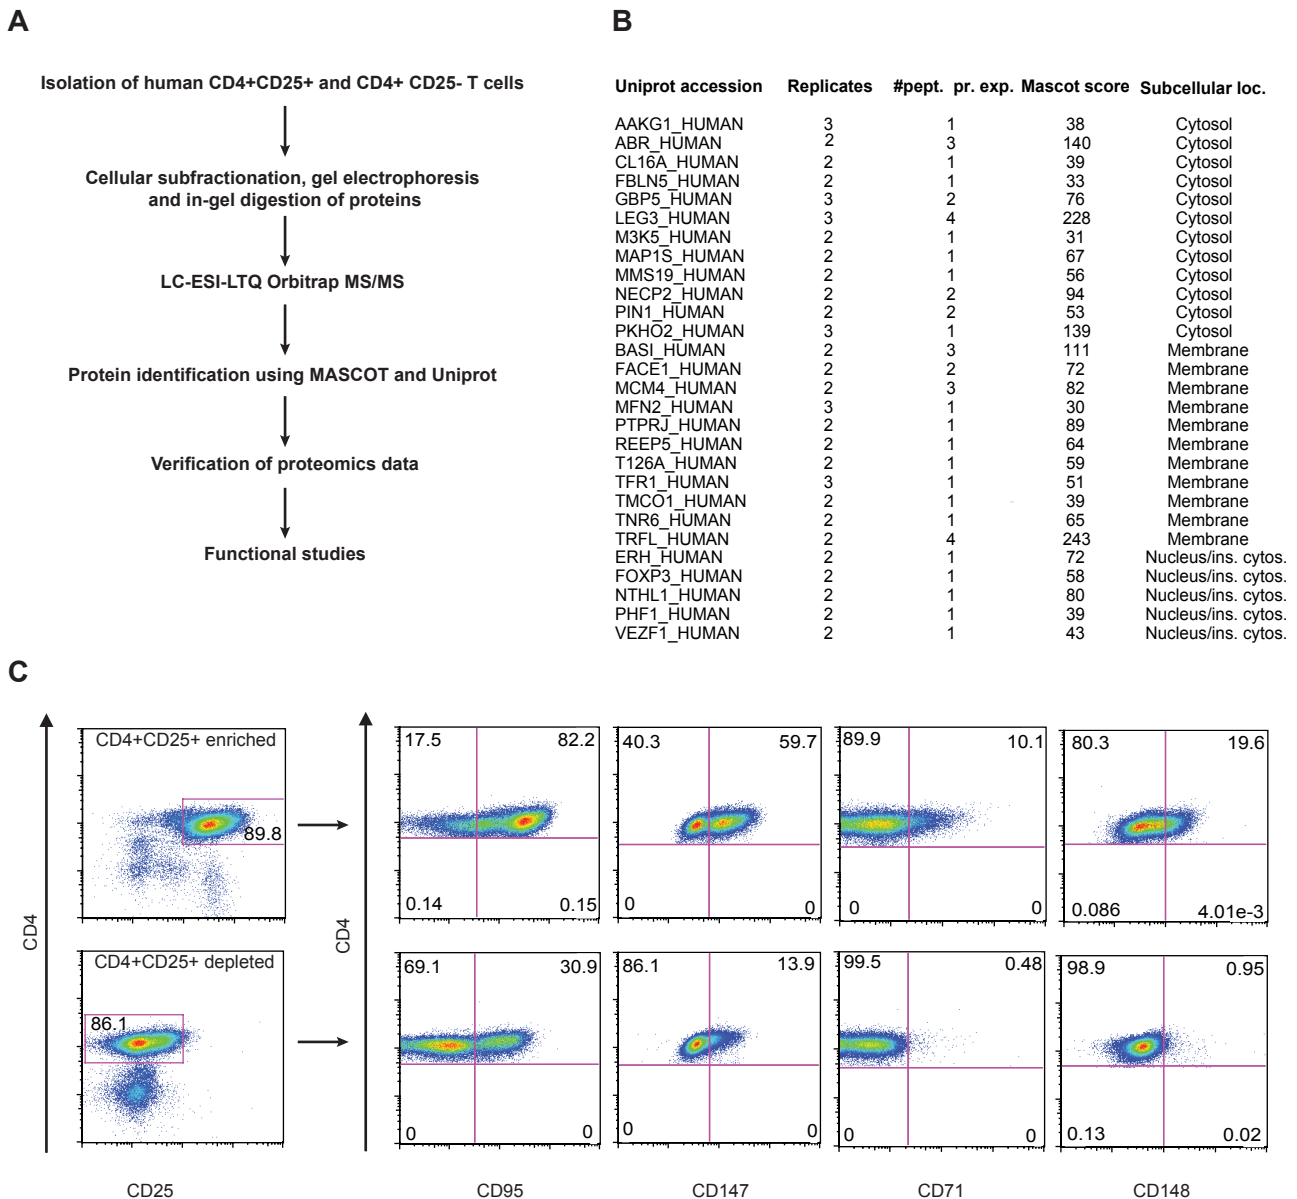 A
Isolation of human CD4+CD25+ and CD4+ CD25- T cells
Cellular subfractionation, gel electrophoresis
and in-gel digestion of proteins
LC-ESI-LTQ Orbitrap MS/MS
Protein identification using MASCOT and Uniprot
Verification of proteomics data
Functional studies
B
Uniprot accession Replicates #pept. pr. exp. Mascot score Subcellular loc.
AAKG1_HUMAN 3 1 38 Cytosol
ABR_HUMAN 2 3 140 Cytosol
CL16A_HUMAN 2 1 39 Cytosol
FBLN5_HUMAN 2 1 33 Cytosol
GBP5_HUMAN 3 2 76 Cytosol
LEG3_HUMAN 3 4 228 Cytosol
M3K5_HUMAN 2 1 31 Cytosol
MAP1S_HUMAN 2 1 67 Cytosol
MMS19_HUMAN 2 1 56 Cytosol
NECP2_HUMAN 2 2 94 Cytosol
PIN1_HUMAN 2 2 53 Cytosol
PKHO2_HUMAN 3 1 139 Cytosol
BASI_HUMAN 2 3 111 Membrane
FACE1_HUMAN 2 2 72 Membrane
MCM4_HUMAN 2 3 82 Membrane
MFN2_HUMAN 3 1 30 Membrane
PTPRJ_HUMAN 2 1 89 Membrane
REEP5_HUMAN 2 1 64 Membrane
T126A_HUMAN 2 1 59 Membrane
TFR1_HUMAN 3 1 51 Membrane
TMCO1_HUMAN 2 1 39 Membrane
TNR6_HUMAN 2 1 65 Membrane
TRFL_HUMAN 2 4 243 Membrane
ERH_HUMAN 2 1 72 Nucleus/ins. cytos.
FOXP3_HUMAN 2 1 58 Nucleus/ins. cytos.
NTHL1_HUMAN 2 1 80 Nucleus/ins. cytos.
PHF1_HUMAN 2 1 39 Nucleus/ins. cytos.
VEZF1_HUMAN 2 1 43 Nucleus/ins. cytos.
C
CD4
CD4+CD25+ enriched
89.8
CD4
17.5 82.2
0.14 0.15
40.3 59.7
0 0
89.9 10.1
0 0
80.3 19.6
0.086 4.01e-3
CD4+CD25+ depleted
86.1
69.1 30.9
0 0
86.1 13.9
0 0
99.5 0.48
0 0
98.9 0.95
0.13 0.02
CD25 CD95 CD147 CD71 CD148